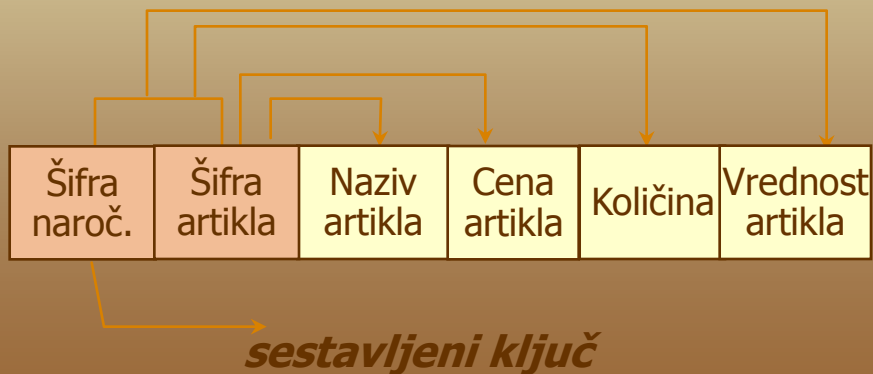 Šifra
naroč.
Šifra
artikla
Naziv
artikla
Cena
artikla
Količina
Vrednost
artikla
sestavljeni ključ